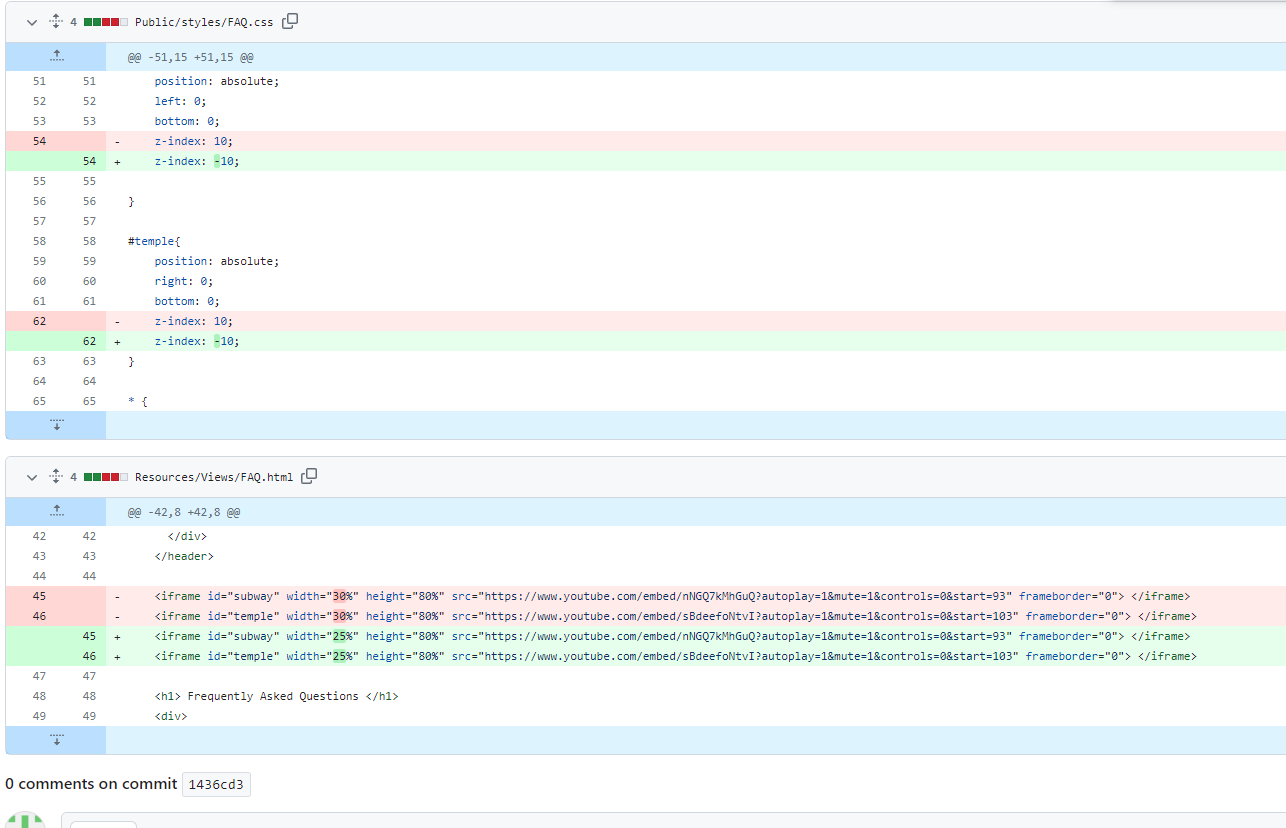 4 Public/styles/FAQ.css
@@ -51,15 +51,15 @@
51 51 position: absolute;
52 52 left: 0;
53 53 bottom: 0;
54 - z-index: 10;
54 + z-index: -10;
55 55
56 56 }
57 57
58 58 #temple{
59 59 position: absolute;
60 60 right: 0;
61 61 bottom: 0;
62 - z-index: 10;
62 + z-index: -10;
63 63 }
64 64
65 65 * {
4 Resources/Views/FAQ.html
@@ -42,8 +42,8 @@
42 42 </div>
43 43 </header>
44 44
45 - <iframe id="subway" width="30%" height="80%" src="https://www.youtube.com/embed/nNGQ7kMhGuQ?autoplay=1&mute=1&controls=0&start=93" frameborder="0"> </iframe>
46 - <iframe id="temple" width="30%" height="80%" src="https://www.youtube.com/embed/sBdeefoNtvI?autoplay=1&mute=1&controls=0&start=103" frameborder="0"> </iframe>
45 + <iframe id="subway" width="25%" height="80%" src="https://www.youtube.com/embed/nNGQ7kMhGuQ?autoplay=1&mute=1&controls=0&start=93" frameborder="0"> </iframe>
46 + <iframe id="temple" width="25%" height="80%" src="https://www.youtube.com/embed/sBdeefoNtvI?autoplay=1&mute=1&controls=0&start=103" frameborder="0"> </iframe>
47 47
48 48 <h1> Frequently Asked Questions </h1>
49 49 <div>
0 comments on commit 1436cd3